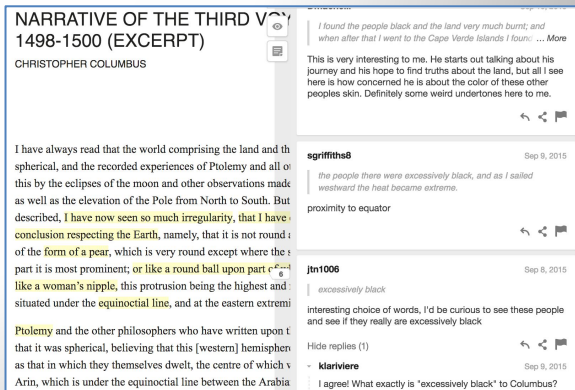 NARRATIVE OF THE THIRD VOY
1498-1500 (EXCERPT)
CHRISTOPHER COLUMBUS
I have always read that the world comprising the land and th
spherical, and the recorded experiences of Ptolemy and all ot
this by the eclipses of the moon and other observations made
as well as the elevation of the Pole from North to South. But
described, I have now seen so much irregularity, that I have
conclusion respecting the Earth, namely, that it is not round a
of the form of a pear, which is very round except where the s
part it is most prominent; or like a round ball upon part of
like a woman's nipple, this protrusion being the highest and
situated under the equinoctial line, and at the eastern extremi
Ptolemy and the other philosophers who have written upon t
that it was spherical, believing that this [western] hemisphere
as that in which they themselves dwelt, the centre of which w
Arin, which is under the equinoctial line between the Arabia
6
I found the people black and the land very much burnt; and
when after that I went to the Cape Verde Islands I found ... More
This is very interesting to me. He starts out talking about his
journey and his hope to find truths about the land, but all I see
here is how concerned he is about the color of these other
peoples skin. Definitely some weird undertones here to me.
sgriffiths8 Sep 9, 2015
the people there were excessively black, and as I sailed
westward the heat became extreme.
proximity to equator
jtn1006 Sep 8, 2015
excessively black
interesting choice of words, I'd be curious to see these people
and see if they really are excessively black
Hide replies (1)
klariviere Sep 9, 2015
I agree! What exactly is "excessively black" to Columbus?